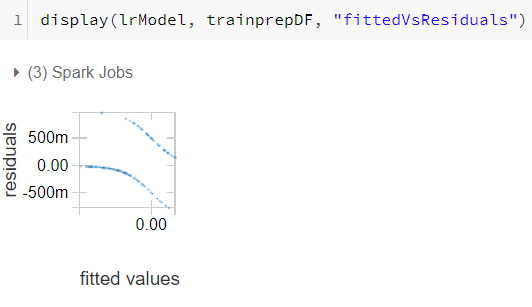 1 display(lrModel, trainprepDF, "fittedVsResiduals")
(3) Spark Jobs
residuals
500m
0.00
-500m
0.00
fitted values